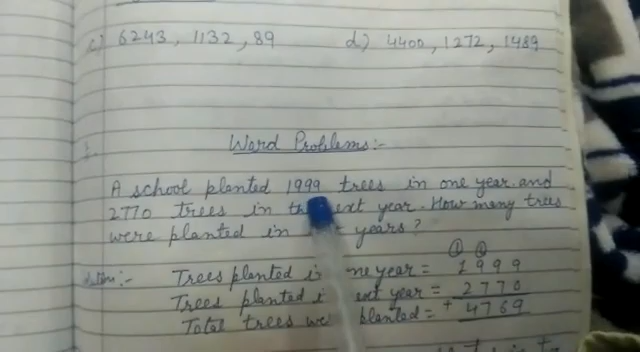 c) 6243, 1132, 89 d) 4400, 1272, 1489
Word Problems:-
A school planted 1999 trees in one year and
2770 trees in ext year. How many trees
were planted in years?
① ①
Trees planted i ne year = 1999
Trees planted i ext year = 2770
Total trees we planted = + 4769